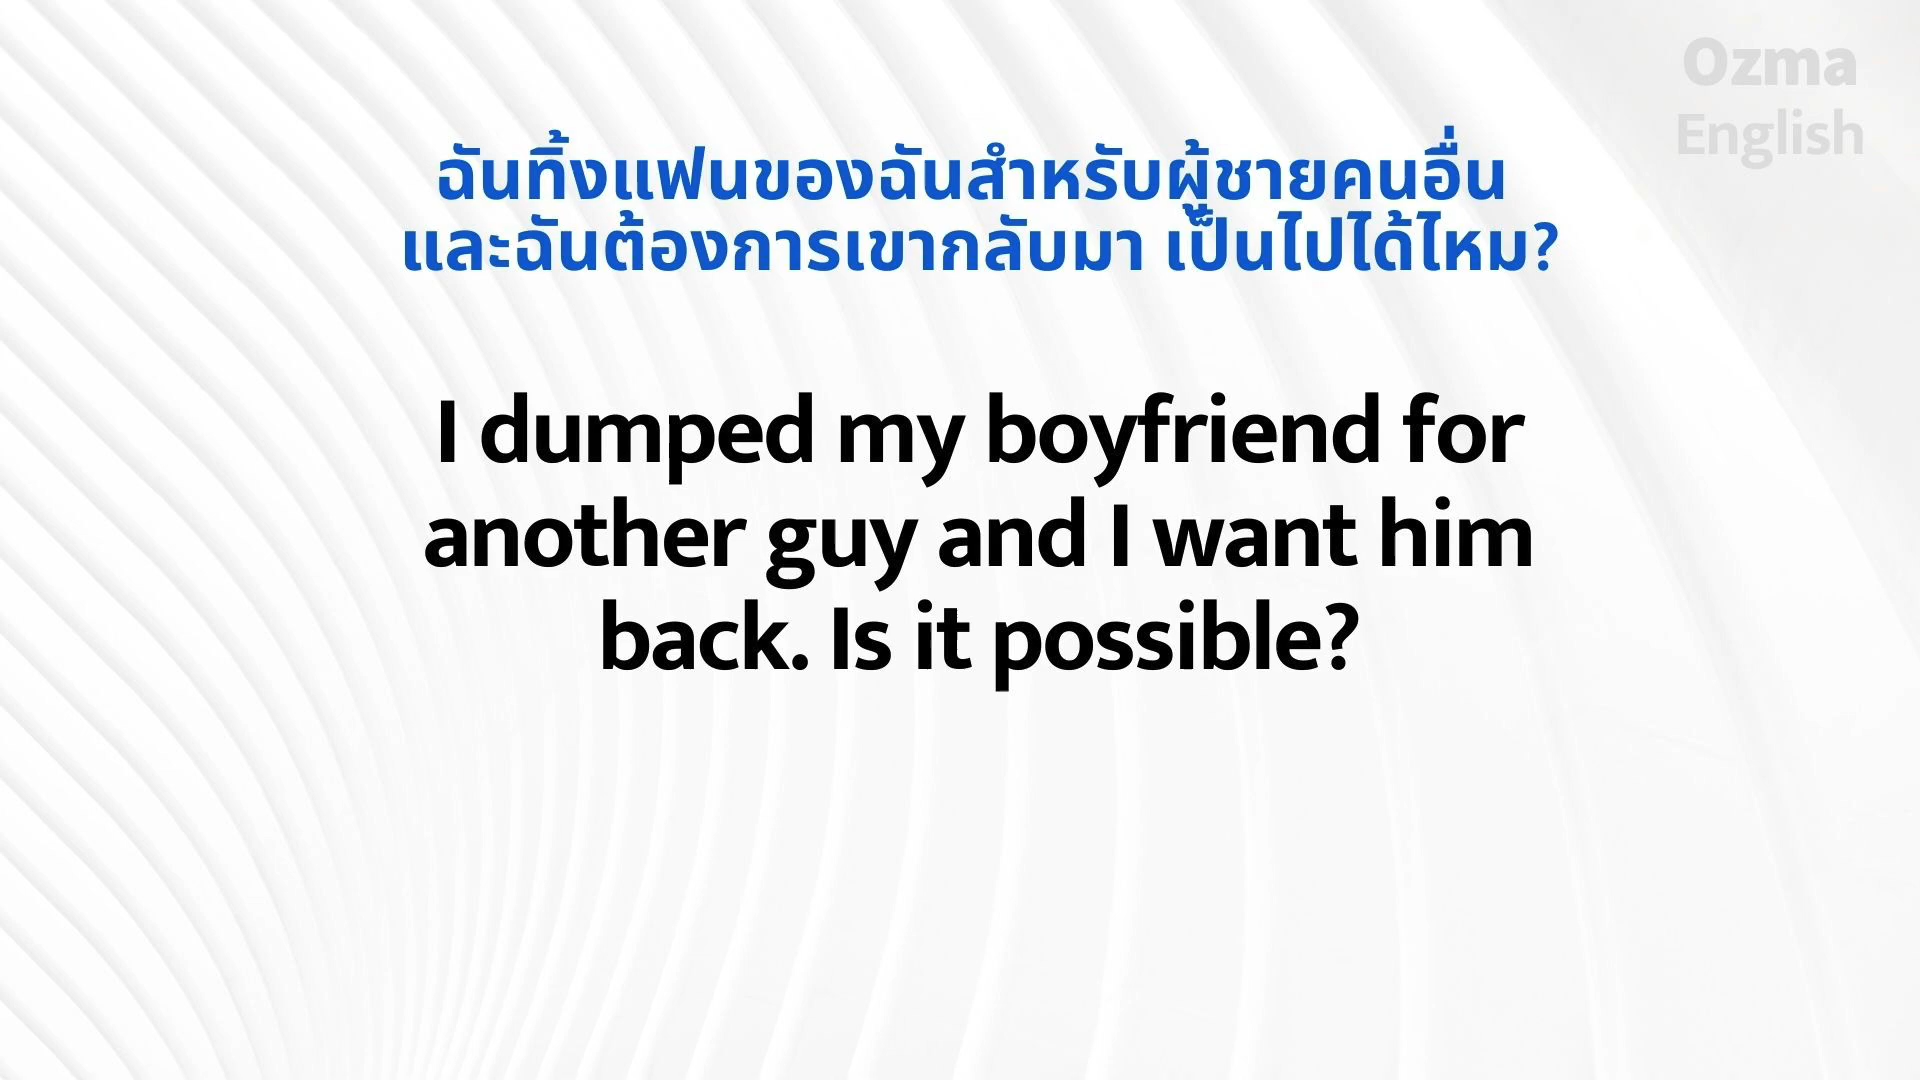 Ozma
English
ฉันทิ้งแฟนของฉันสำหรับผู้ชายคนอื่น
และฉันต้องการเขากลับมา เป็นไปได้ไหม?
I dumped my boyfriend for
another guy and I want him
back. Is it possible?